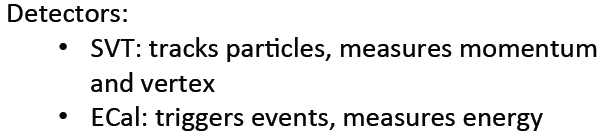 Detectors:
• SVT: tracks particles, measures momentum
and vertex
• ECal: triggers events, measures energy